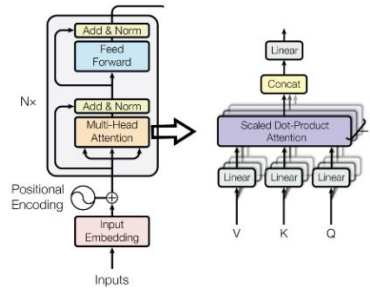 Add & Norm
Feed
Forward
N×
Add & Norm
Multi-Head
Attention
Positional
Encoding
Input
Embedding
Inputs
Linear
Concat
Scaled Dot-Product
Attention
Linear
Linear
Linear
V
K
Q